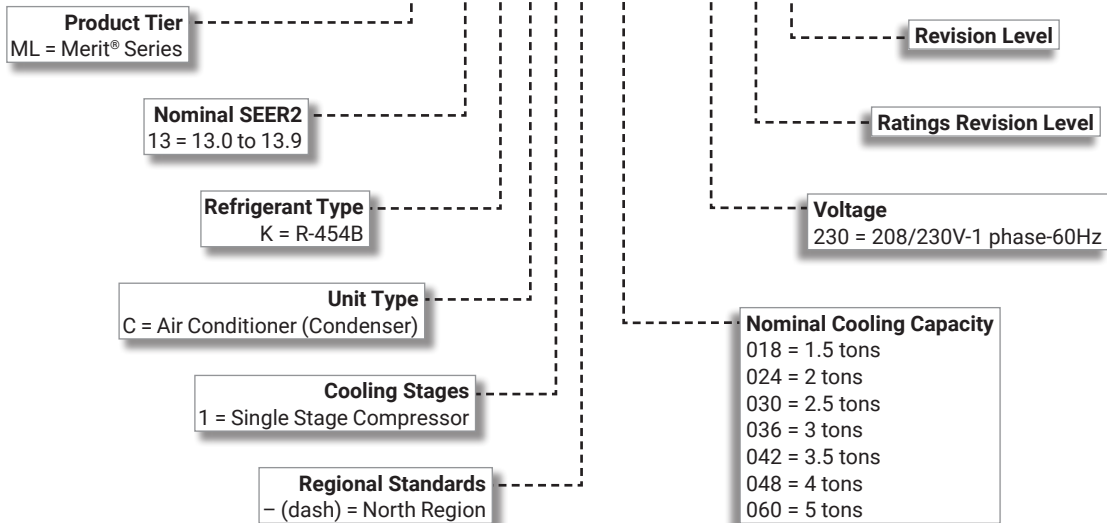 Product Tier
ML = Merit® Series
Revision Level
Nominal SEER2
13 = 13.0 to 13.9
Ratings Revision Level
Refrigerant Type
K = R-454B
Voltage
230 = 208/230V-1 phase-60Hz
Unit Type
C = Air Conditioner (Condenser)
Nominal Cooling Capacity
018 = 1.5 tons
024 = 2 tons
030 = 2.5 tons
036 = 3 tons
042 = 3.5 tons
048 = 4 tons
060 = 5 tons
Cooling Stages
1 = Single Stage Compressor
Regional Standards
– (dash) = North Region